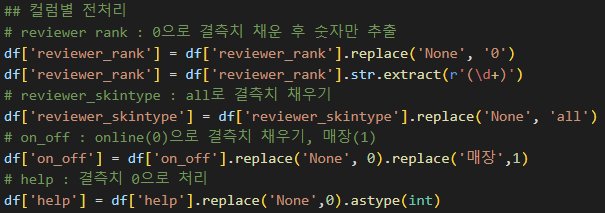 ## 컬럼별 전처리
# reviewer rank : 0으로 결측치 채운 후 숫자만 추출
df['reviewer_rank'] = df['reviewer_rank'].replace('None', '0')
df['reviewer_rank'] = df['reviewer_rank'].str.extract(r'(\d+)')
# reviewer_skintype : all로 결측치 채우기
df['reviewer_skintype'] = df['reviewer_skintype'].replace('None', 'all')
# on_off : online(0)으로 결측치 채우기, 매장(1)
df['on_off'] = df['on_off'].replace('None', 0).replace('매장',1)
# help : 결측치 0으로 처리
df['help'] = df['help'].replace('None',0).astype(int)